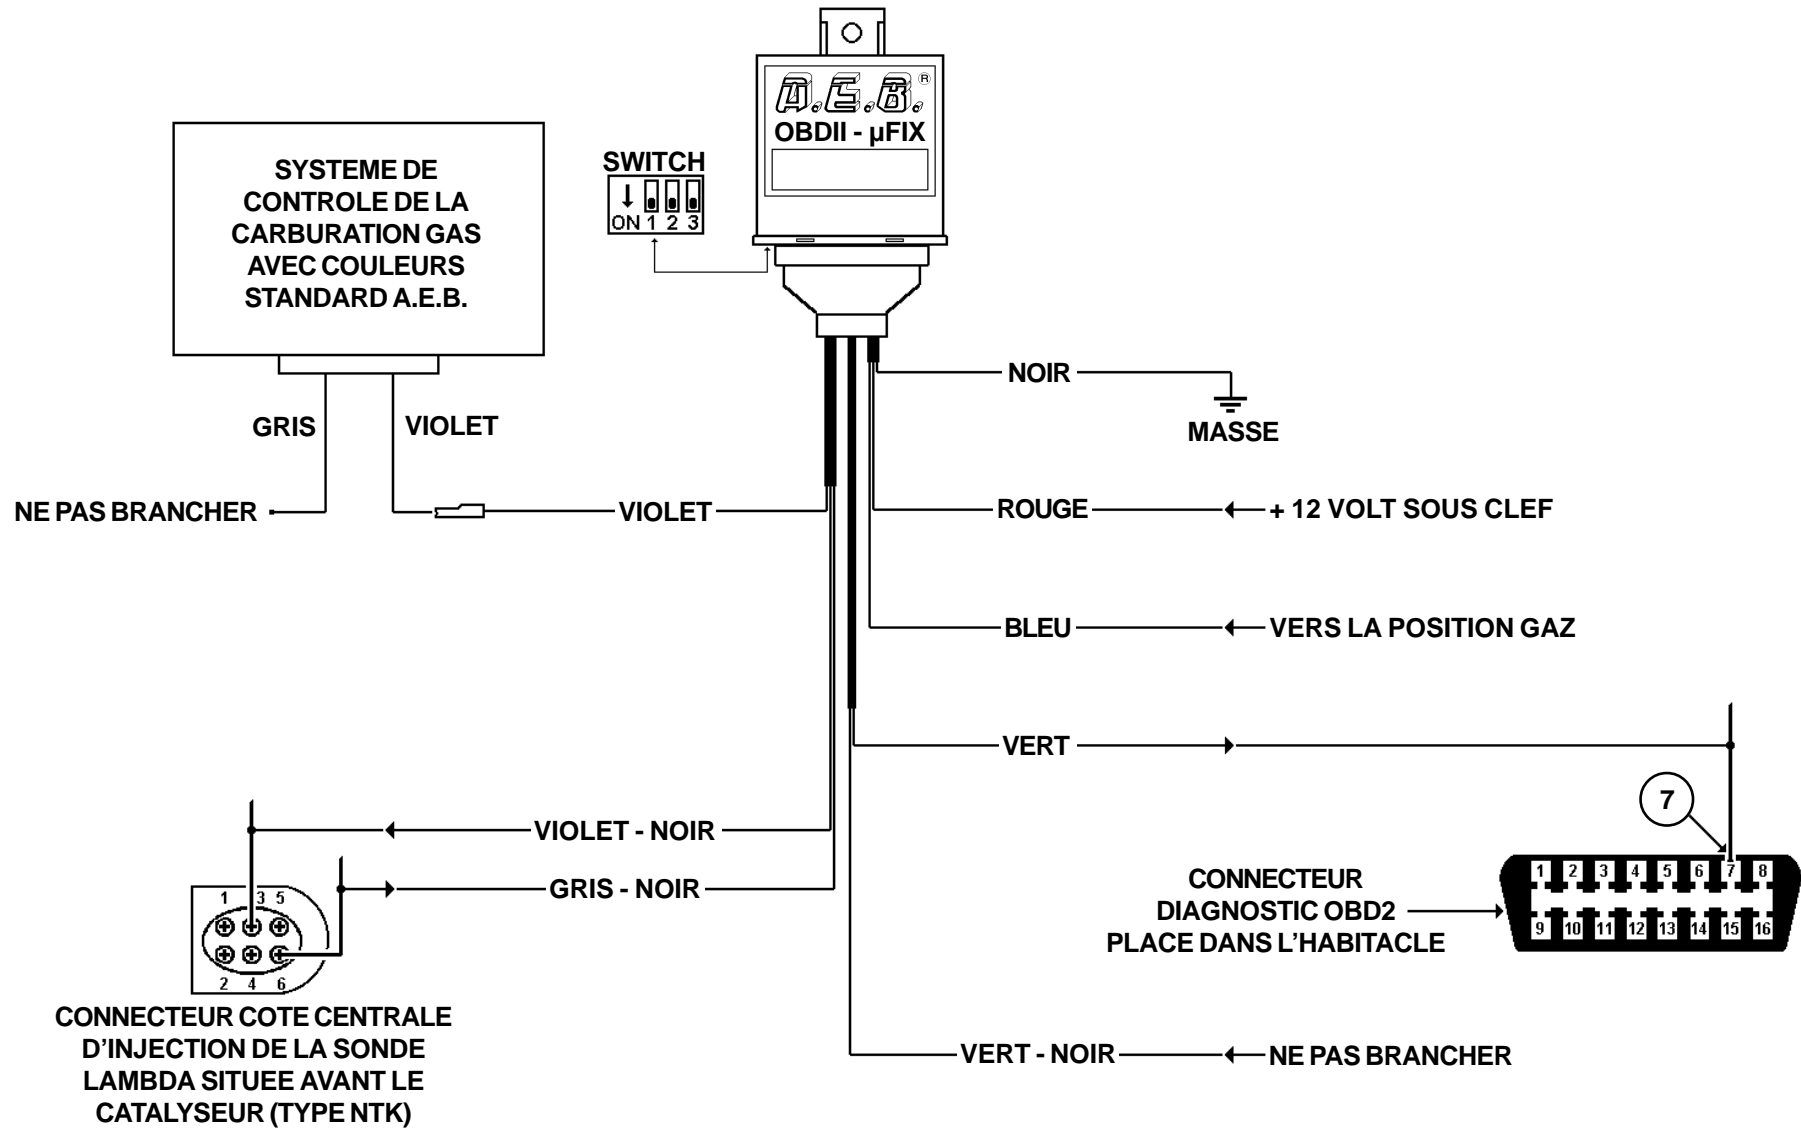 A.E.B.®
OBDII - µFIX
SWITCH
ON 1 2 3
SYSTEME DE
CONTROLE DE LA
CARBURATION GAS
AVEC COULEURS
STANDARD A.E.B.
GRIS
VIOLET
NE PAS BRANCHER
VIOLET
NOIR
MASSE
ROUGE
+ 12 VOLT SOUS CLEF
BLEU
VERS LA POSITION GAZ
VERT
7
VIOLET - NOIR
GRIS - NOIR
1 3 5
2 4 6
CONNECTEUR COTE CENTRALE
D’INJECTION DE LA SONDE
LAMBDA SITUEE AVANT LE
CATALYSEUR (TYPE NTK)
CONNECTEUR
DIAGNOSTIC OBD2
PLACE DANS L’HABITACLE
1 2 3 4 5 6 7 8
9 10 11 12 13 14 15 16
VERT - NOIR
NE PAS BRANCHER